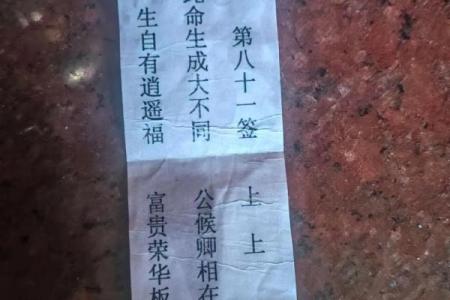 第八十一签 上上
命生成大不同 公候卿相在
生自有逍遥福 富贵荣华